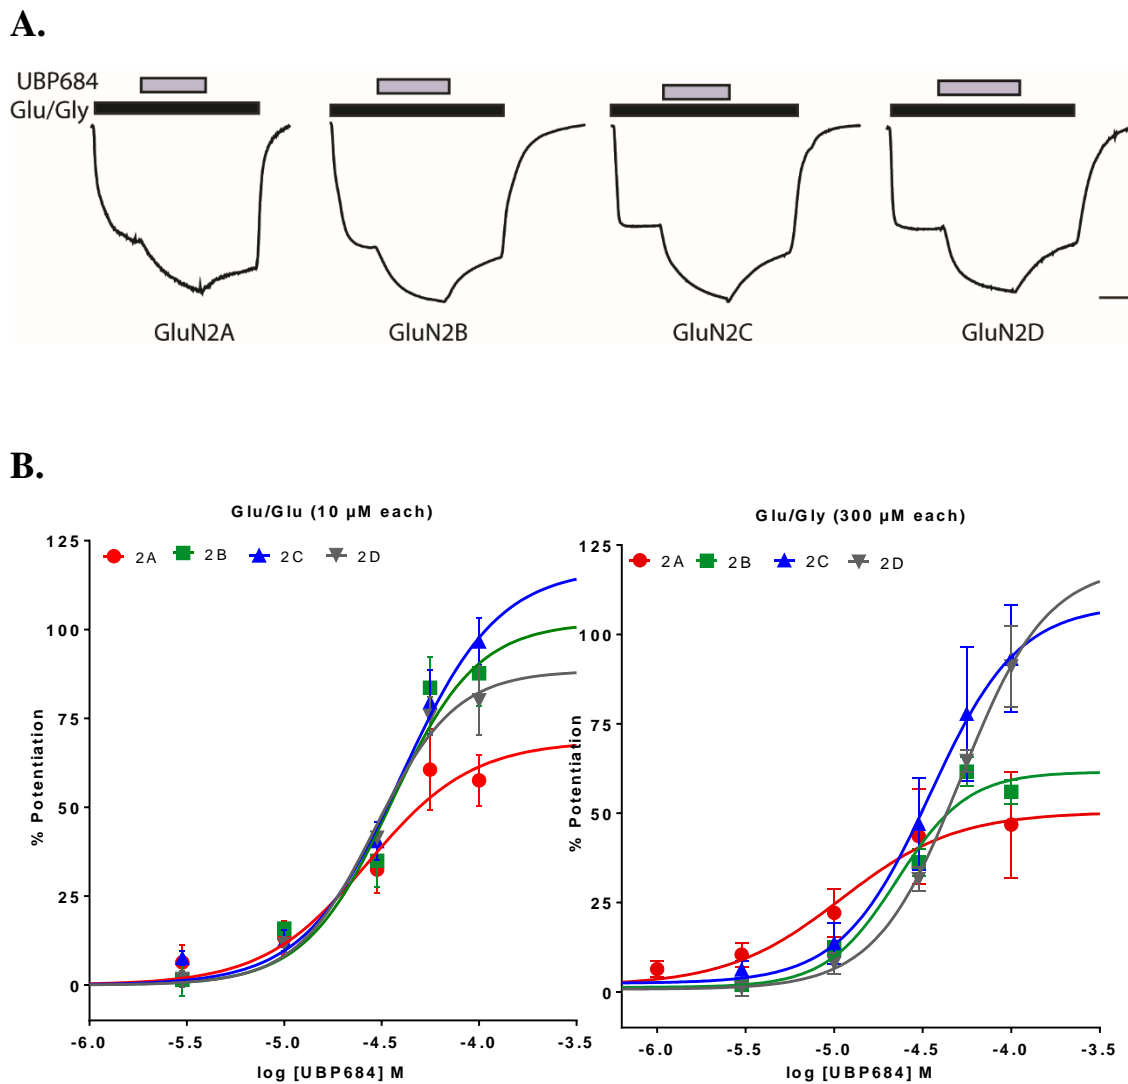 A.
UBP684
Glu/Gly
GluN2A GluN2B GluN2C GluN2D
B.
Glu/Glu (10 µM each)
2A 2B 2C 2D
% Potentiation
125
100
75
50
25
0
-6.0 -5.5 -5.0 -4.5 -4.0 -3.5
log [UBP684] M
Glu/Gly (300 µM each)
2A 2B 2C 2D
% Potentiation
125
100
75
50
25
0
-6.0 -5.5 -5.0 -4.5 -4.0 -3.5
log [UBP684] M